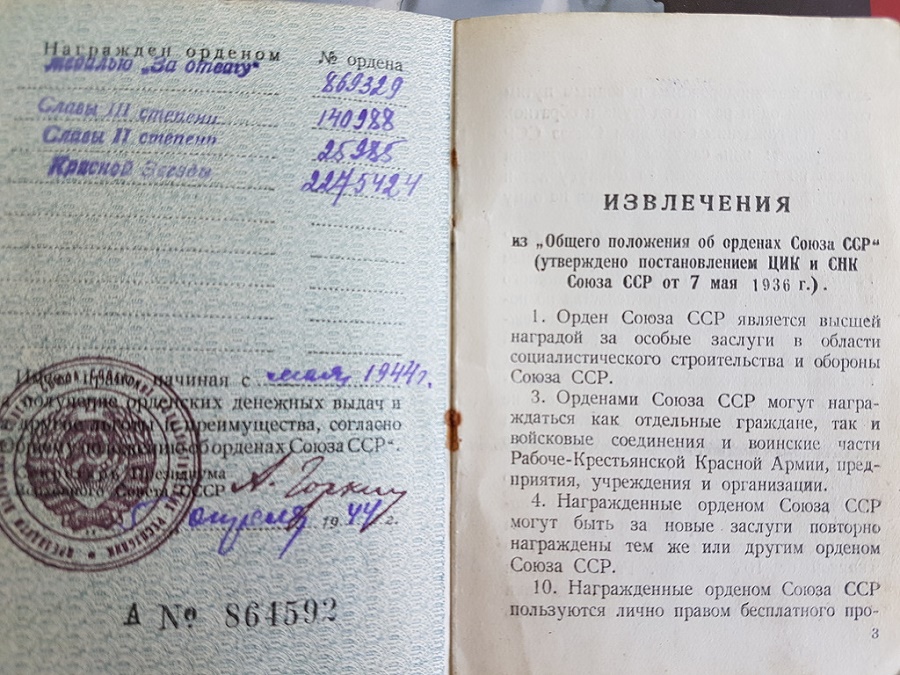 Награжден орденом
№ ордена
медалью „За отвагу“
869329
Славы III степени
140988
Славы II степени
25985
Красной Звезды
2275424
начиная с мая 1944 г.
получение орденских денежных выдач и
другие льготы и преимущества, согласно
„Общему положению об орденах Союза ССР“.
Секретарь Президиума
Верховного Совета СССР А. Горкин
апреля 1944 г.
А № 864592
ИЗВЛЕЧЕНИЯ
из „Общего положения об орденах Союза ССР“
(утверждено постановлением ЦИК и СНК
Союза ССР от 7 мая 1936 г.).
1. Орден Союза ССР является высшей
наградой за особые заслуги в области
социалистического строительства и обороны
Союза ССР.
3. Орденами Союза ССР могут награ-
ждаться как отдельные граждане, так и
войсковые соединения и воинские части
Рабоче-Крестьянской Красной Армии, пред-
приятия, учреждения и организации.
4. Награжденные орденом Союза ССР
могут быть за новые заслуги повторно
награждены тем же или другим орденом
Союза ССР.
10. Награжденные орденом Союза ССР
пользуются лично правом бесплатного про-
3